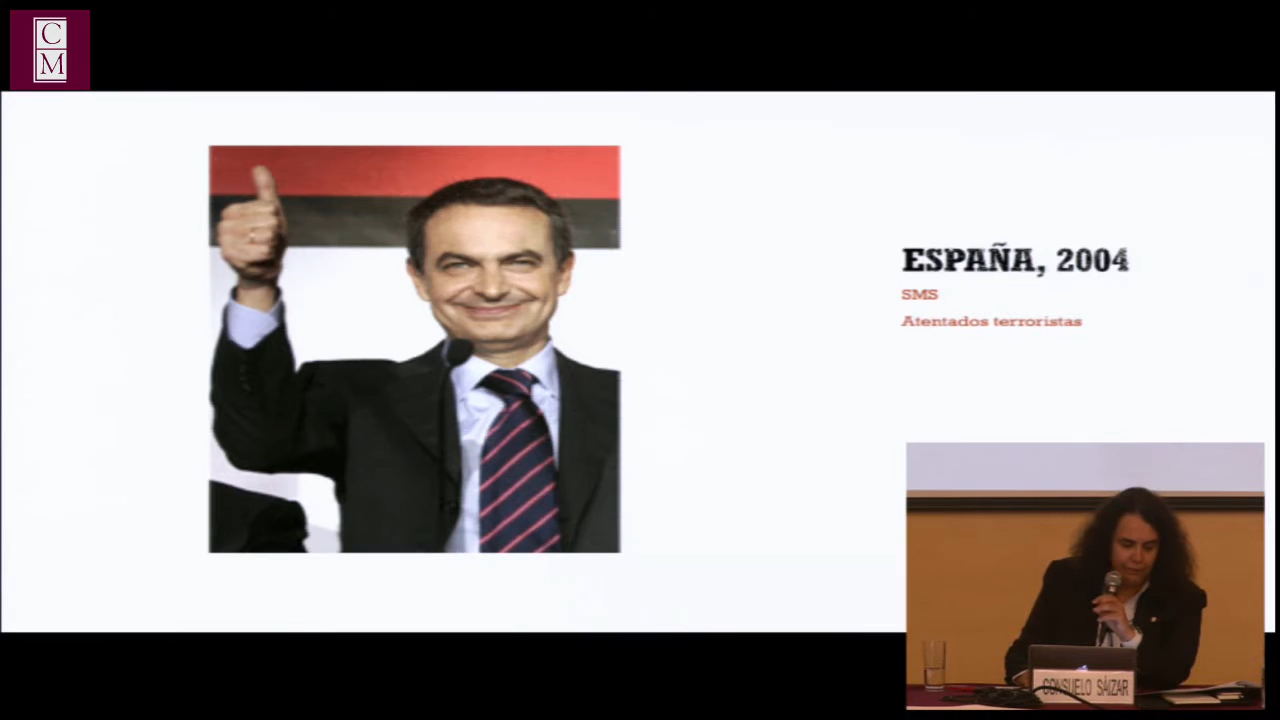 C
M
ESPAÑA, 2004
SMS
Atentados terroristas
CONSUELO SÁIZAR